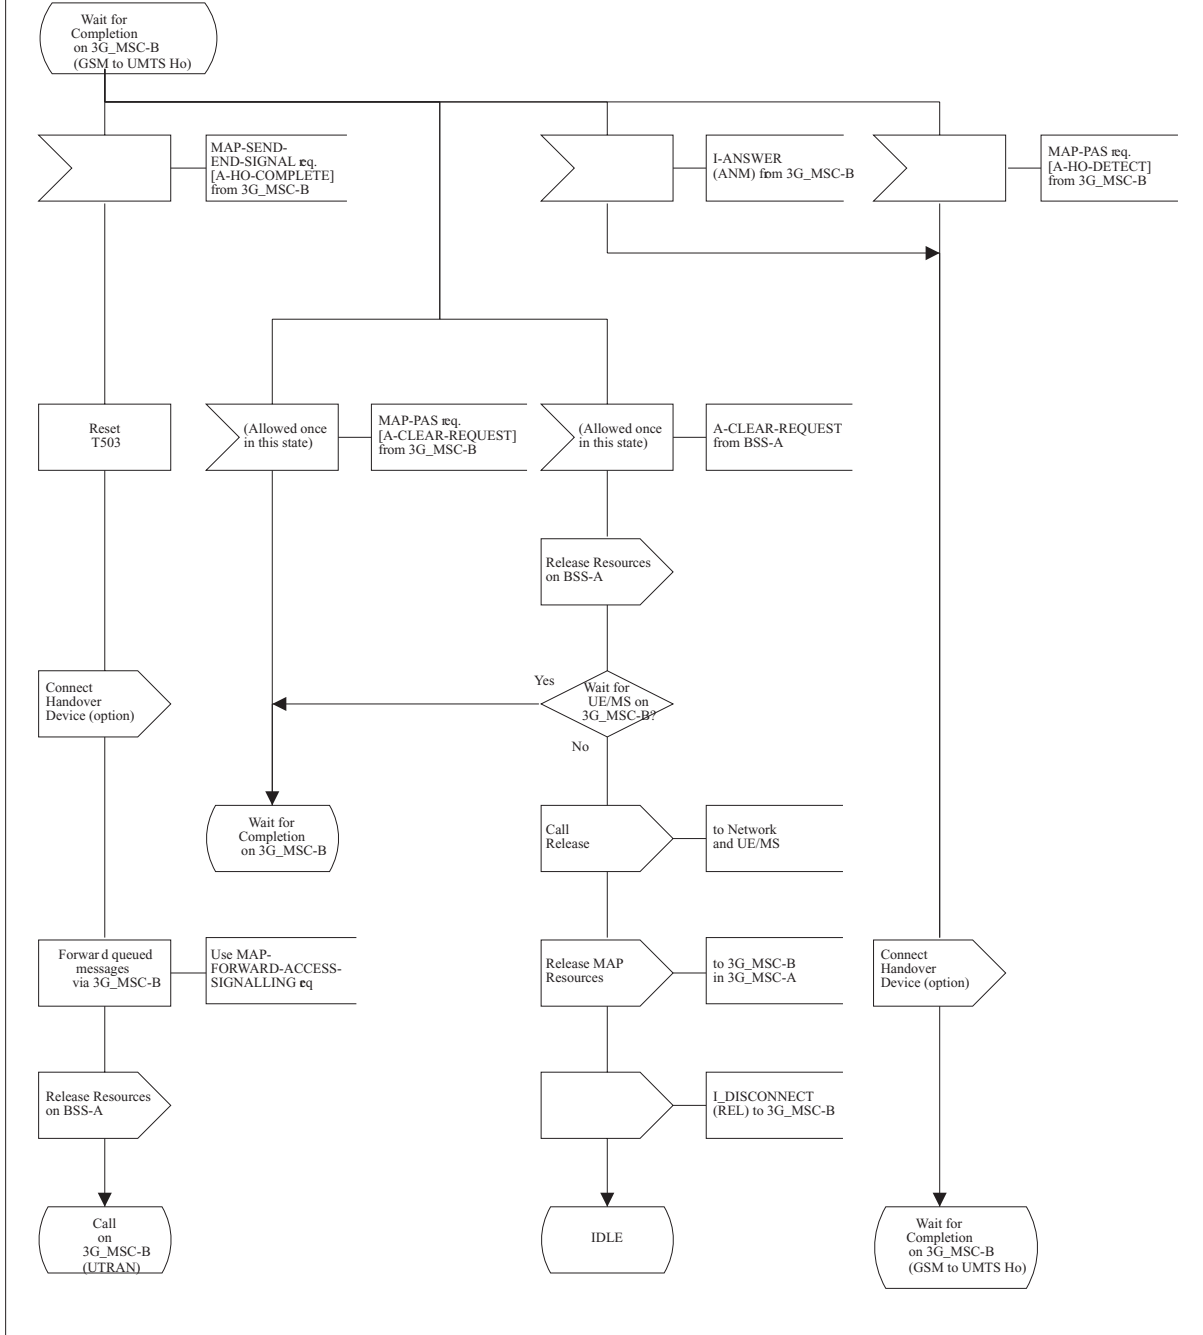 Wait for
Completion
on 3G_MSC-B
(GSM to UMTS Ho)
MAP-SEND-
END-SIGNAL req.
[A-HO-COMPLETE]
from 3G_MSC-B
I-ANSWER
(ANM) from 3G_MSC-B
MAP-PAS req.
[A-HO-DETECT]
from 3G_MSC-B
Reset
T503
(Allowed once
in this state)
MAP-PAS req.
[A-CLEAR-REQUEST]
from 3G_MSC-B
(Allowed once
in this state)
A-CLEAR-REQUEST
from BSS-A
Release Resources
on BSS-A
Connect
Handover
Device (option)
Yes
Wait for
UE/MS on
3G_MSC-B?
No
Wait for
Completion
on 3G_MSC-B
Call
Release
to Network
and UE/MS
Forward queued
messages
via 3G_MSC-B
Use MAP-
FORWARD-ACCESS-
SIGNALLING req
Release MAP
Resources
to 3G_MSC-B
in 3G_MSC-A
Connect
Handover
Device (option)
Release Resources
on BSS-A
I_DISCONNECT
(REL) to 3G_MSC-B
Call
on
3G_MSC-B
(UTRAN)
IDLE
Wait for
Completion
on 3G_MSC-B
(GSM to UMTS Ho)